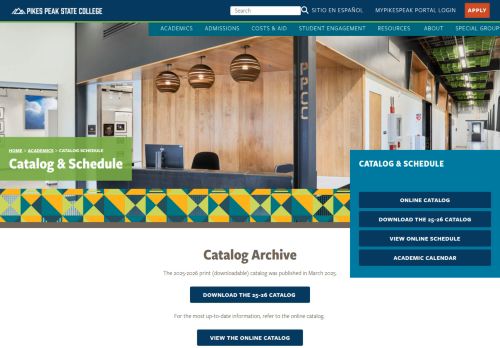 PIKES PEAK STATE COLLEGE
Search
SITIO EN ESPAÑOL
MYPIKESPEAK PORTAL LOGIN
APPLY
ACADEMICS ADMISSIONS COSTS & AID STUDENT ENGAGEMENT RESOURCES ABOUT SPECIAL GROUPS
PPCC
HOME > ACADEMICS > CATALOG SCHEDULE
Catalog & Schedule
CATALOG & SCHEDULE
ONLINE CATALOG
DOWNLOAD THE 25-26 CATALOG
VIEW ONLINE SCHEDULE
ACADEMIC CALENDAR
Catalog Archive
The 2025-2026 print (downloadable) catalog was published in March 2025.
DOWNLOAD THE 25-26 CATALOG
For the most up-to-date information, refer to the online catalog.
VIEW THE ONLINE CATALOG